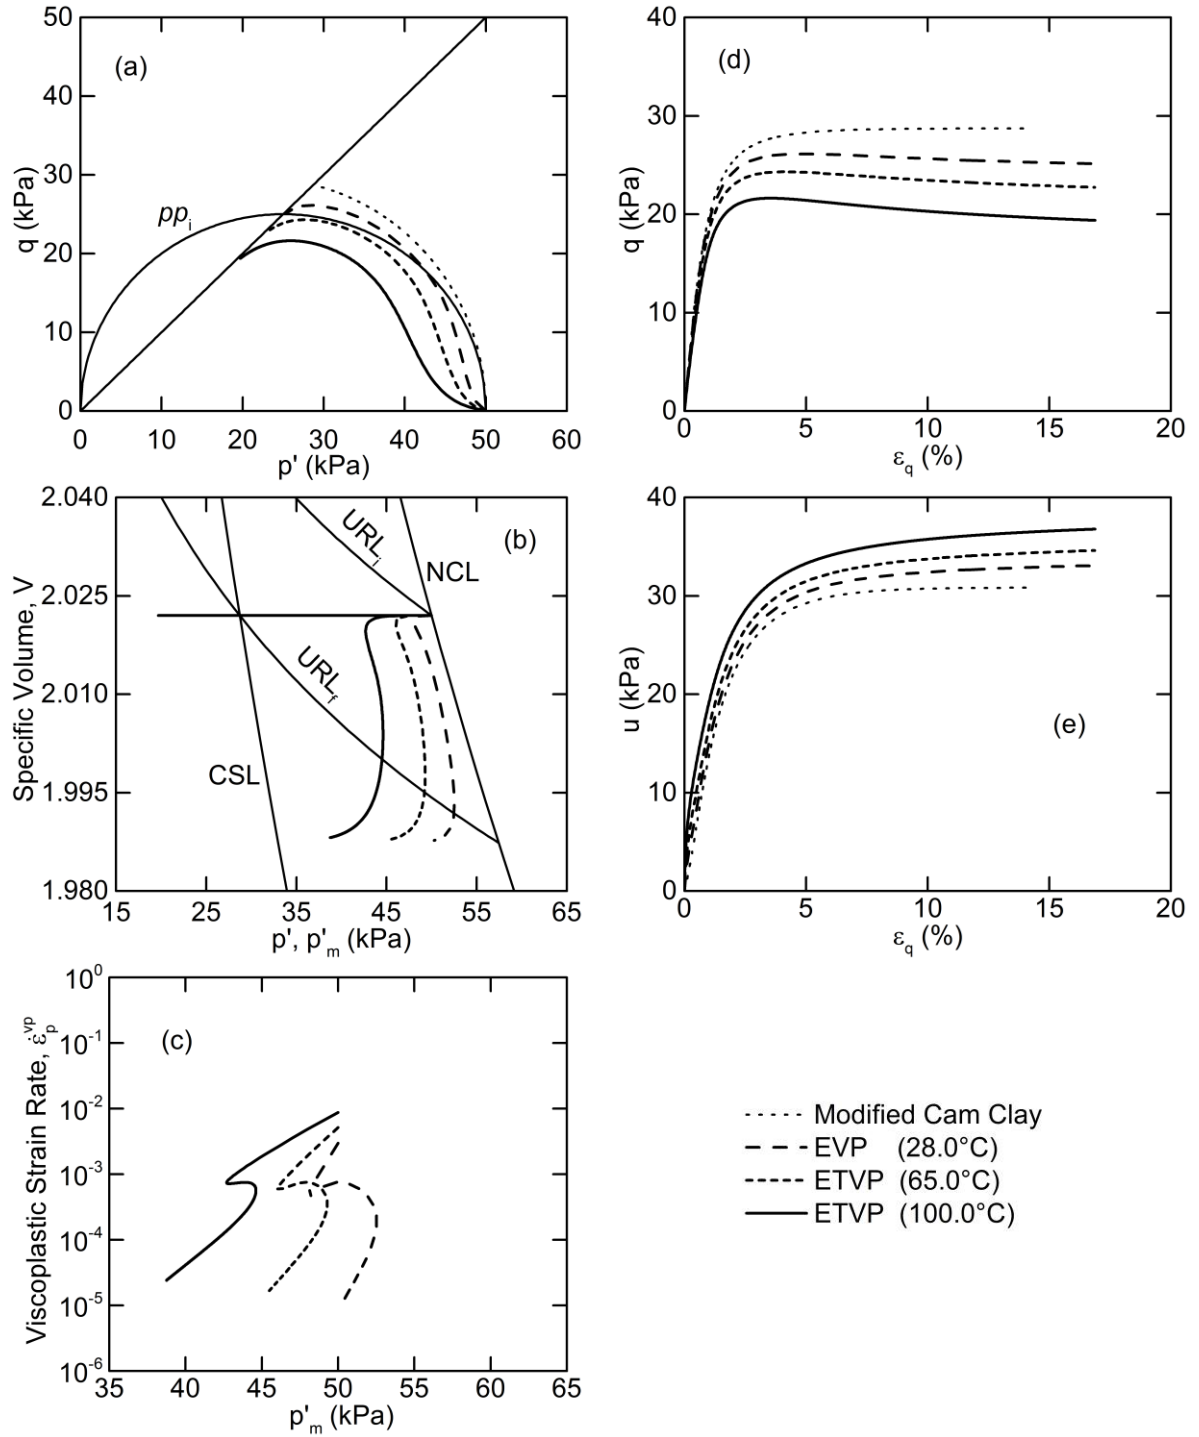 50
40
30
20
10
0
q (kPa)
(a)
pp_i
0 10 20 30 40 50 60
p' (kPa)
40
30
20
10
0
q (kPa)
(d)
0 5 10 15 20
ε_q (%)
2.040
2.025
2.010
1.995
1.980
Specific Volume, V
(b)
URL_i
NCL
URL_f
CSL
15 25 35 45 55 65
p', p'_m (kPa)
40
30
20
10
0
u (kPa)
(e)
0 5 10 15 20
ε_q (%)
10^0
10^-1
10^-2
10^-3
10^-4
10^-5
10^-6
Viscoplastic Strain Rate, ε̇_p^vp
(c)
35 40 45 50 55 60 65
p'_m (kPa)
Modified Cam Clay
EVP (28.0°C)
ETVP (65.0°C)
ETVP (100.0°C)